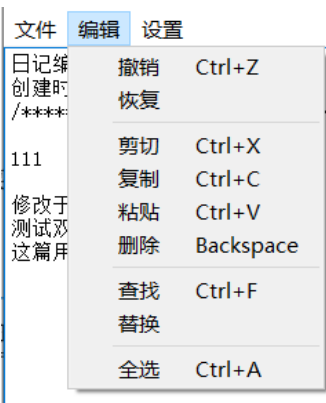 文件 编辑 设置
日记编
创建时
/****
111
修改于
测试双
这篇用
撤销 Ctrl+Z
恢复
剪切 Ctrl+X
复制 Ctrl+C
粘贴 Ctrl+V
删除 Backspace
查找 Ctrl+F
替换
全选 Ctrl+A